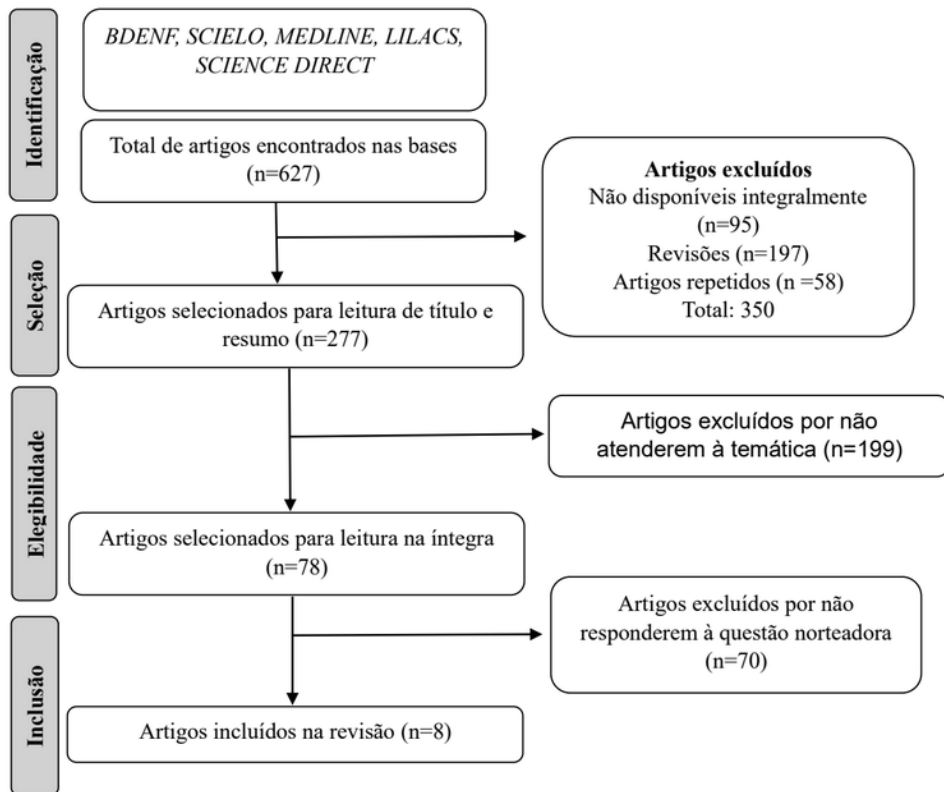 Identificação
BDENF, SCIELO, MEDLINE, LILACS,
SCIENCE DIRECT
Total de artigos encontrados nas bases
(n=627)
Artigos excluídos
Não disponíveis integralmente
(n=95)
Revisões (n=197)
Artigos repetidos (n =58)
Total: 350
Seleção
Artigos selecionados para leitura de título e
resumo (n=277)
Elegibilidade
Artigos excluídos por não
atenderem à temática (n=199)
Artigos selecionados para leitura na íntegra
(n=78)
Artigos excluídos por não
responderem à questão norteadora
(n=70)
Inclusão
Artigos incluídos na revisão (n=8)